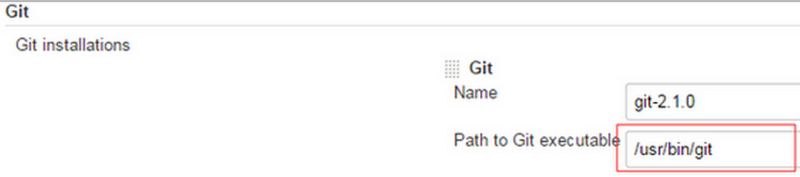 Git
Git installations
Git
Name
git-2.1.0
Path to Git executable
/usr/bin/git